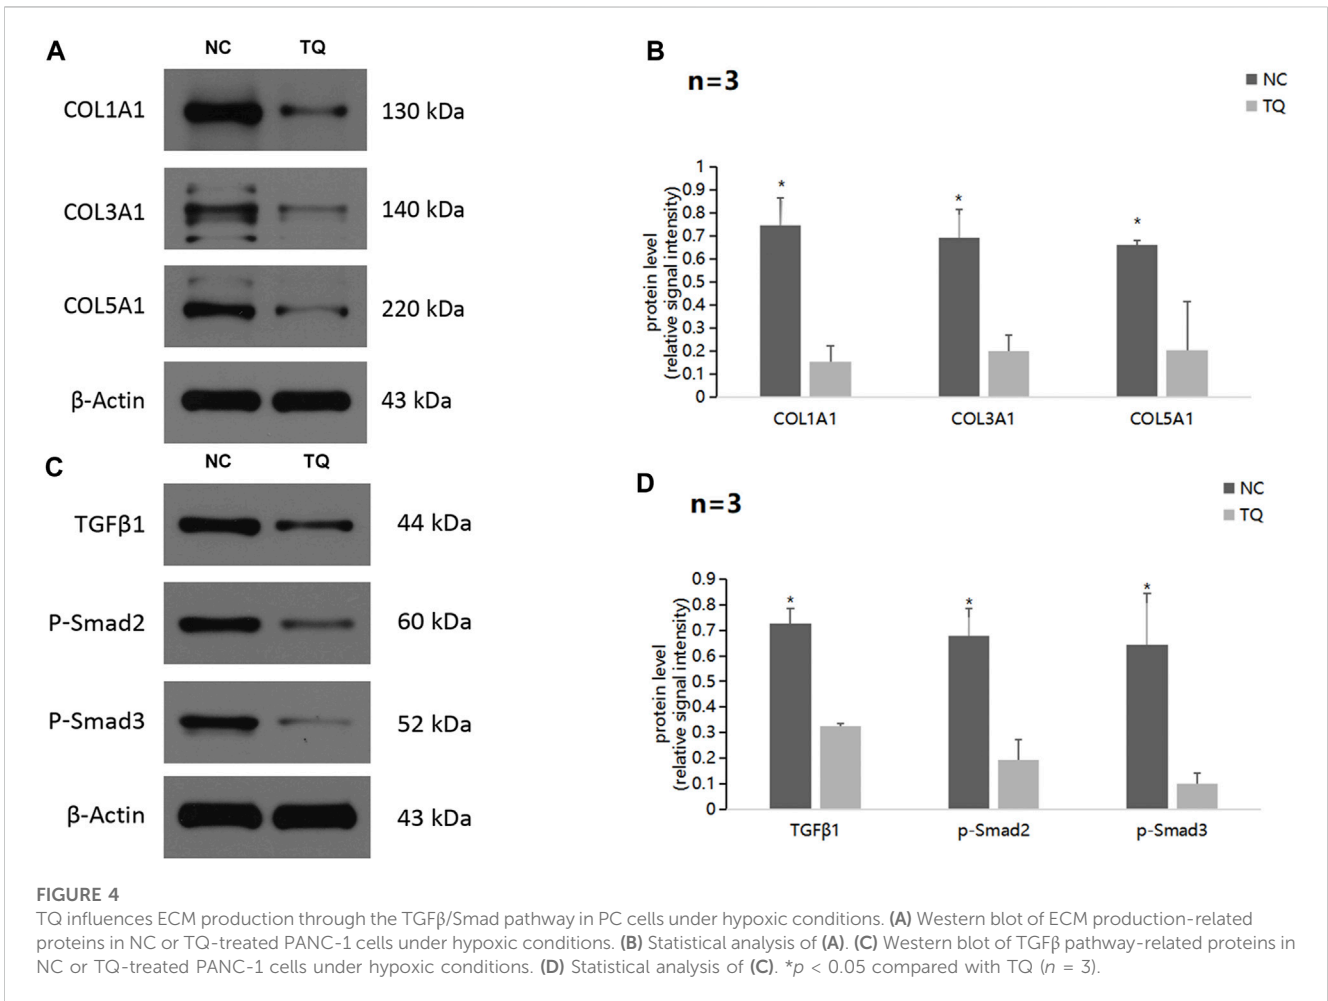 A
NC TQ
COL1A1 130 kDa
COL3A1 140 kDa
COL5A1 220 kDa
β-Actin 43 kDa
B
n=3
NC
TQ
protein level
(relative signal intensity)
1
0.9
0.8
0.7
0.6
0.5
0.4
0.3
0.2
0.1
0
* * *
COL1A1 COL3A1 COL5A1
C
NC TQ
TGFβ1 44 kDa
P-Smad2 60 kDa
P-Smad3 52 kDa
β-Actin 43 kDa
D
n=3
NC
TQ
protein level
(relative signal intensity)
0.9
0.8
0.7
0.6
0.5
0.4
0.3
0.2
0.1
0
* * *
TGFβ1 p-Smad2 p-Smad3
FIGURE 4
TQ influences ECM production through the TGFβ/Smad pathway in PC cells under hypoxic conditions. (A) Western blot of ECM production-related
proteins in NC or TQ-treated PANC-1 cells under hypoxic conditions. (B) Statistical analysis of (A). (C) Western blot of TGFβ pathway-related proteins in
NC or TQ-treated PANC-1 cells under hypoxic conditions. (D) Statistical analysis of (C). *p < 0.05 compared with TQ (n = 3).